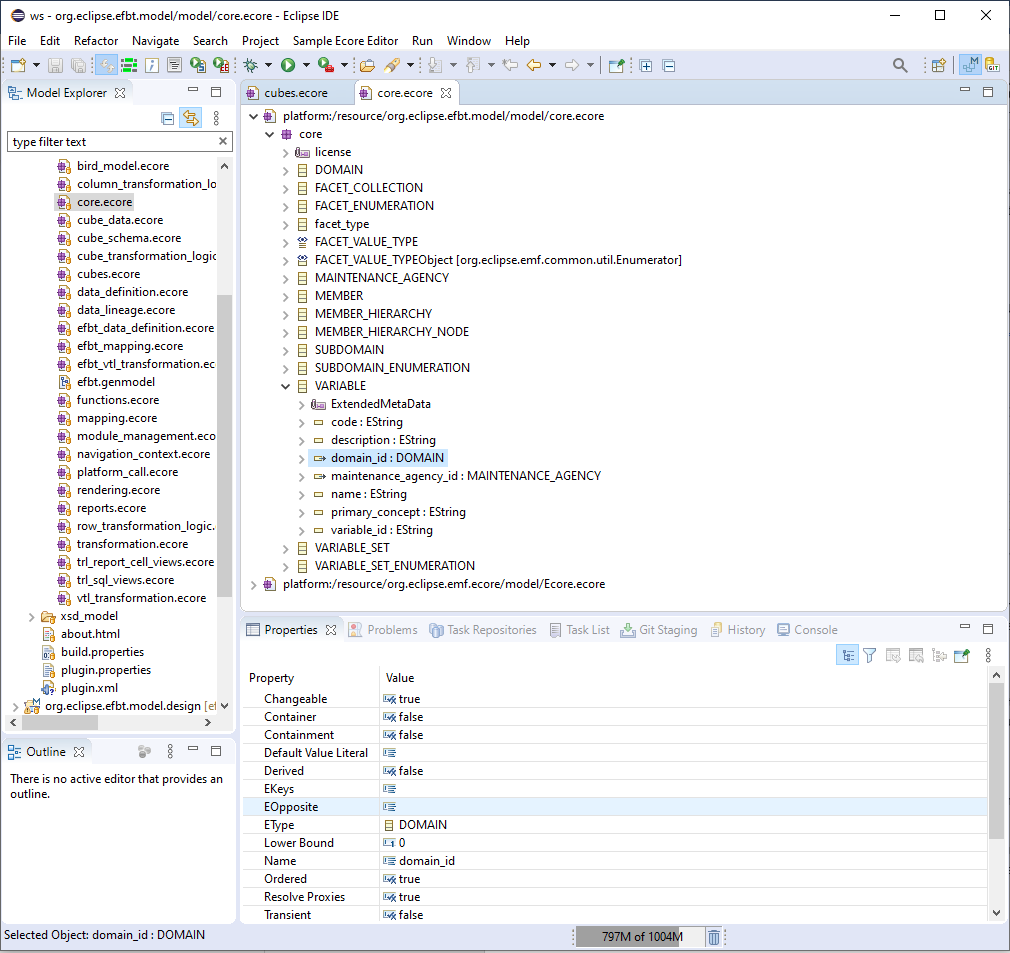 ws - org.eclipse.efbt.model/model/core.ecore - Eclipse IDE
File Edit Refactor Navigate Search Project Sample Ecore Editor Run Window Help
Model Explorer
type filter text
bird_model.ecore
column_transformation_lo
core.ecore
cube_data.ecore
cube_schema.ecore
cube_transformation_logic
cubes.ecore
data_definition.ecore
data_lineage.ecore
efbt_data_definition.ecore
efbt_mapping.ecore
efbt_vtl_transformation.ec
efbt.genmodel
functions.ecore
mapping.ecore
module_management.eco
navigation_context.ecore
platform_call.ecore
rendering.ecore
reports.ecore
row_transformation_logic.
transformation.ecore
trl_report_cell_views.ecore
trl_sql_views.ecore
vtl_transformation.ecore
xsd_model
about.html
build.properties
plugin.properties
plugin.xml
org.eclipse.efbt.model.design [ef
Outline
There is no active editor that provides an
outline.
cubes.ecore core.ecore
platform:/resource/org.eclipse.efbt.model/model/core.ecore
core
license
DOMAIN
FACET_COLLECTION
FACET_ENUMERATION
facet_type
FACET_VALUE_TYPE
FACET_VALUE_TYPEObject [org.eclipse.emf.common.util.Enumerator]
MAINTENANCE_AGENCY
MEMBER
MEMBER_HIERARCHY
MEMBER_HIERARCHY_NODE
SUBDOMAIN
SUBDOMAIN_ENUMERATION
VARIABLE
ExtendedMetaData
code : EString
description : EString
domain_id : DOMAIN
maintenance_agency_id : MAINTENANCE_AGENCY
name : EString
primary_concept : EString
variable_id : EString
VARIABLE_SET
VARIABLE_SET_ENUMERATION
platform:/resource/org.eclipse.emf.ecore/model/Ecore.ecore
Properties Problems Task Repositories Task List Git Staging History Console
Property Value
Changeable true
Container false
Containment false
Default Value Literal
Derived false
EKeys
EOpposite
EType DOMAIN
Lower Bound 0
Name domain_id
Ordered true
Resolve Proxies true
Transient false
Selected Object: domain_id : DOMAIN
797M of 1004M